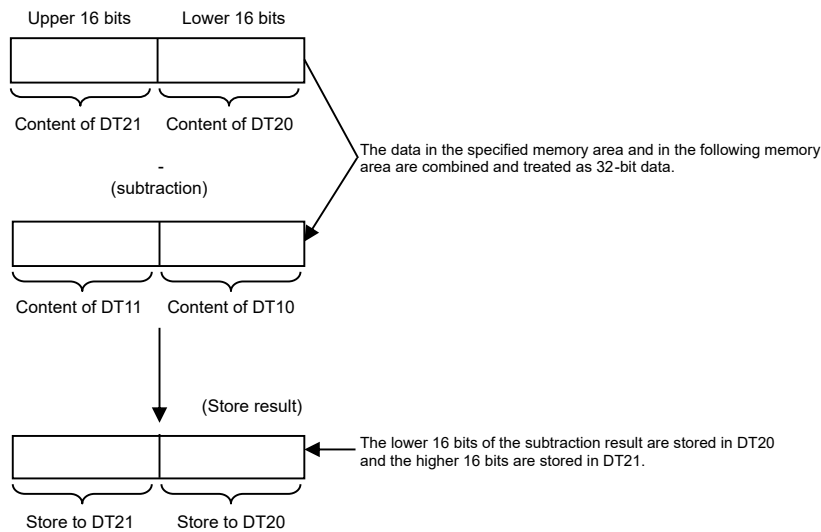 Upper 16 bits Lower 16 bits
Content of DT21 Content of DT20
The data in the specified memory area and in the following memory
area are combined and treated as 32-bit data.
-
(subtraction)
Content of DT11 Content of DT10
(Store result)
The lower 16 bits of the subtraction result are stored in DT20
and the higher 16 bits are stored in DT21.
Store to DT21 Store to DT20